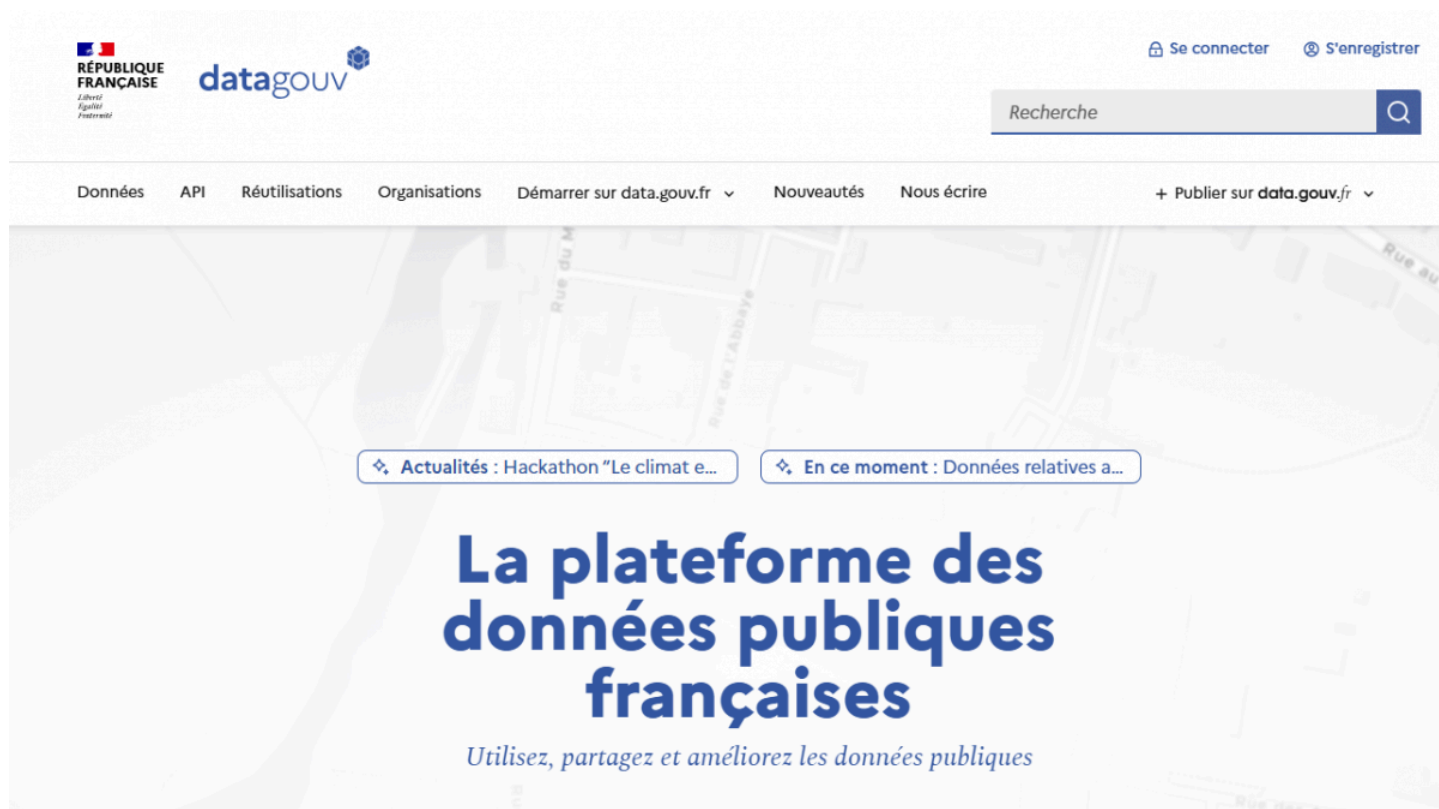 RÉPUBLIQUE
FRANÇAISE
Liberté
Égalité
Fraternité
datagouv
Se connecter
S'enregistrer
Recherche
Données
API
Réutilisations
Organisations
Démarrer sur data.gouv.fr
Nouveautés
Nous écrire
+ Publier sur data.gouv.fr
Rue du M
Rue de l'Abbaye
Rue au
Actualités : Hackathon "Le climat e...
En ce moment : Données relatives a...
La plateforme des
données publiques
françaises
Utilisez, partagez et améliorez les données publiques